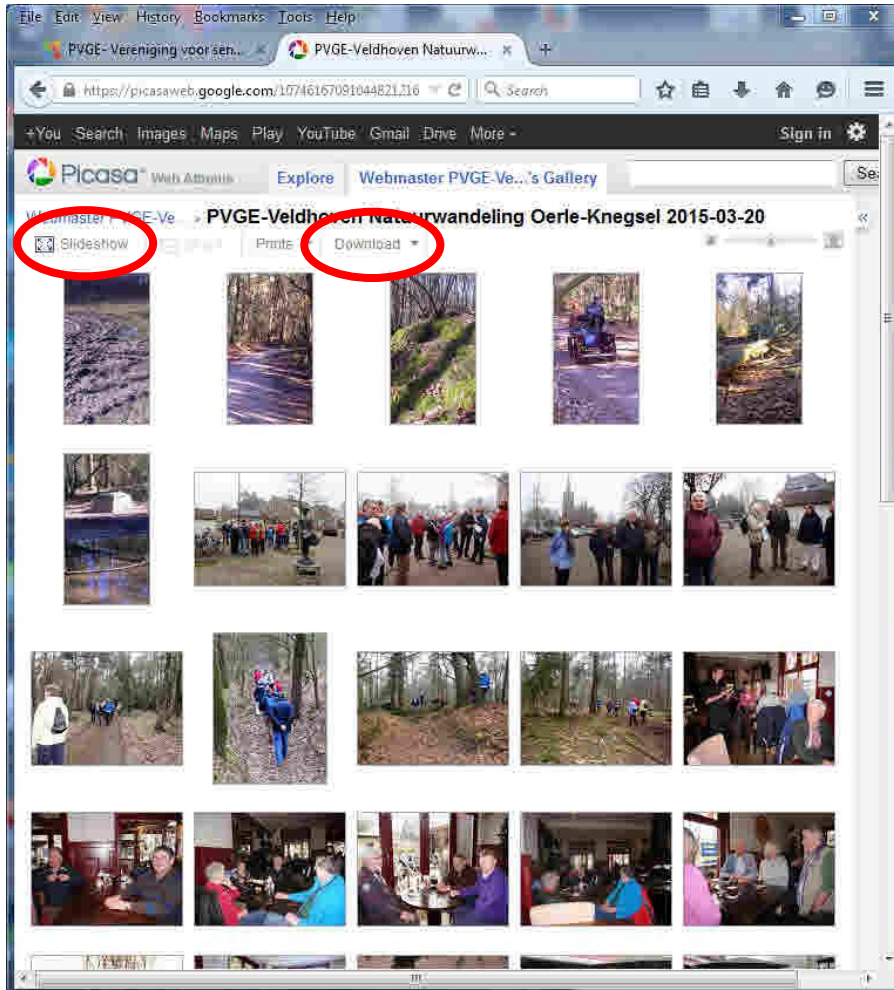 File Edit View History Bookmarks Tools Help
PVGE- Vereniging voor sen... × PVGE-Veldhoven Natuurw... × +
https://picasaweb.google.com/107461670910448212316 Search
+You Search Images Maps Play YouTube Gmail Drive More Sign in
Picasa Web Albums Explore Webmaster PVGE-Ve...'s Gallery Sea
Webmaster PVGE-Ve... > PVGE-Veldhoven Natuurwandeling Oerle-Knegsel 2015-03-20 «
Slideshow Prints Download